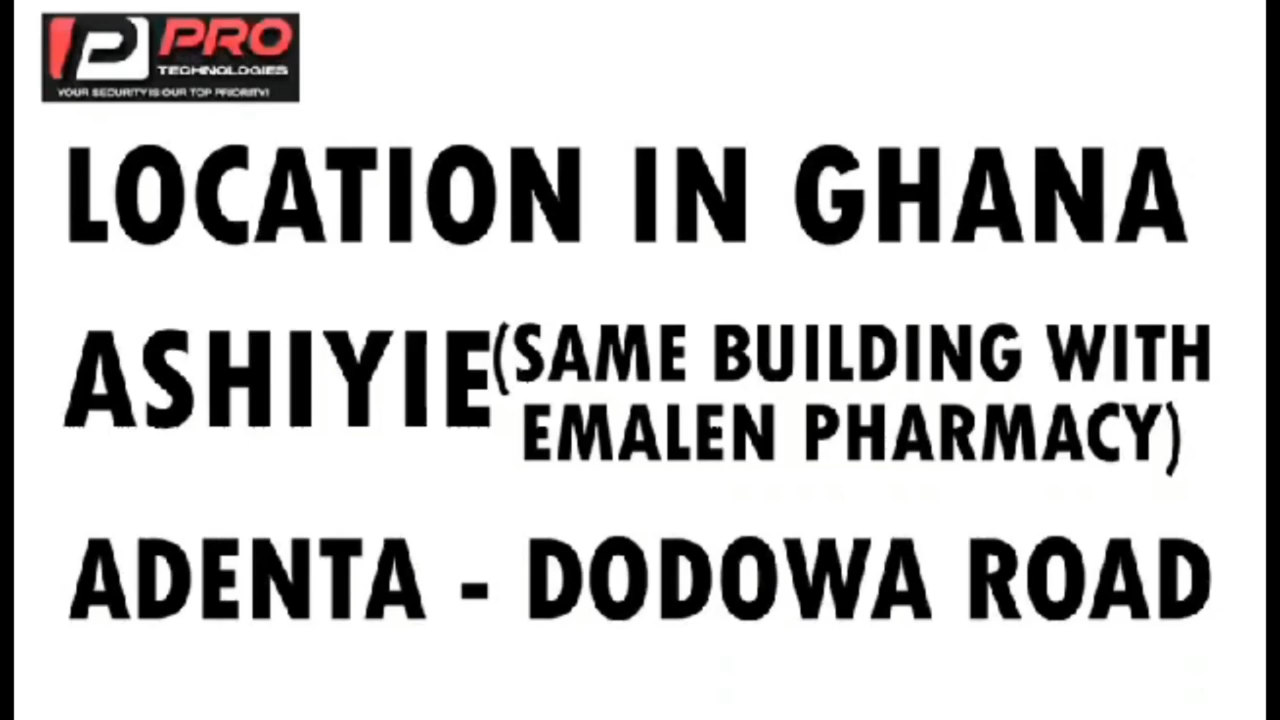 PRO
TECHNOLOGIES
YOUR SECURITY IS OUR TOP PRIORITY!
LOCATION IN GHANA
ASHIYIE (SAME BUILDING WITH
EMALEN PHARMACY)
ADENTA - DODOWA ROAD